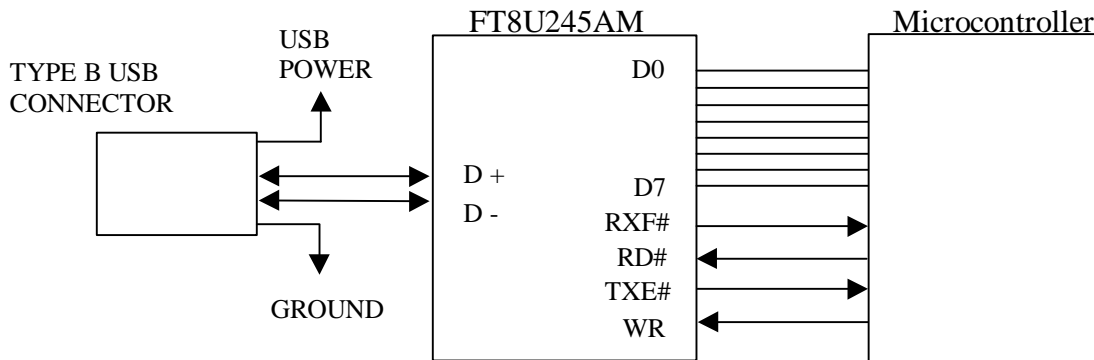 FT8U245AM
Microcontroller
USB
POWER
TYPE B USB
CONNECTOR
D0
D +
D -
D7
RXF#
RD#
TXE#
WR
GROUND